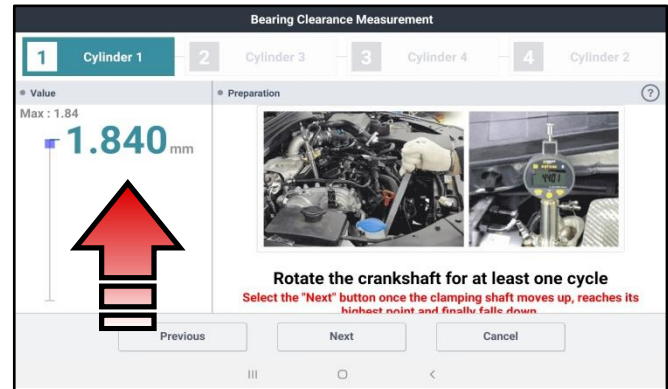 Bearing Clearance Measurement
1 Cylinder 1 2 Cylinder 3 3 Cylinder 4 4 Cylinder 2
Value
Preparation
?
Max : 1.84
1.840 mm
Rotate the crankshaft for at least one cycle
Select the "Next" button once the clamping shaft moves up, reaches its
highest point and finally falls down
Previous Next Cancel